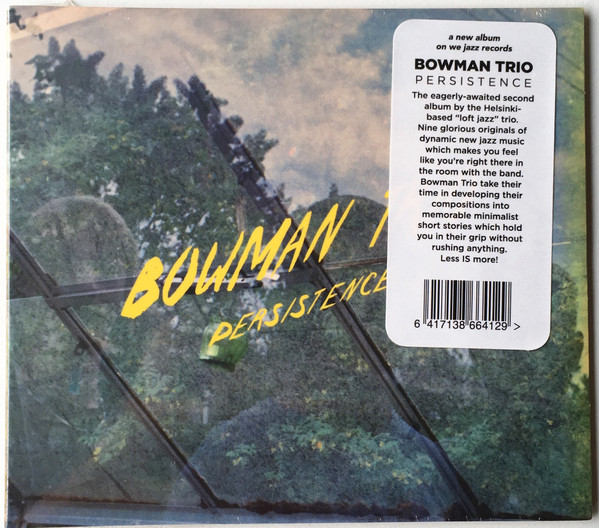 a new album
on we jazz records
BOWMAN TRIO
PERSISTENCE
The eagerly-awaited second
album by the Helsinki-
based "loft jazz" trio.
Nine glorious originals of
dynamic new jazz music
which makes you feel
like you're right there in
the room with the band.
Bowman Trio take their
time in developing their
compositions into
memorable minimalist
short stories which hold
you in their grip without
rushing anything.
Less IS more!
6 417138 664129 >
BOWMAN T
PERSISTENCE